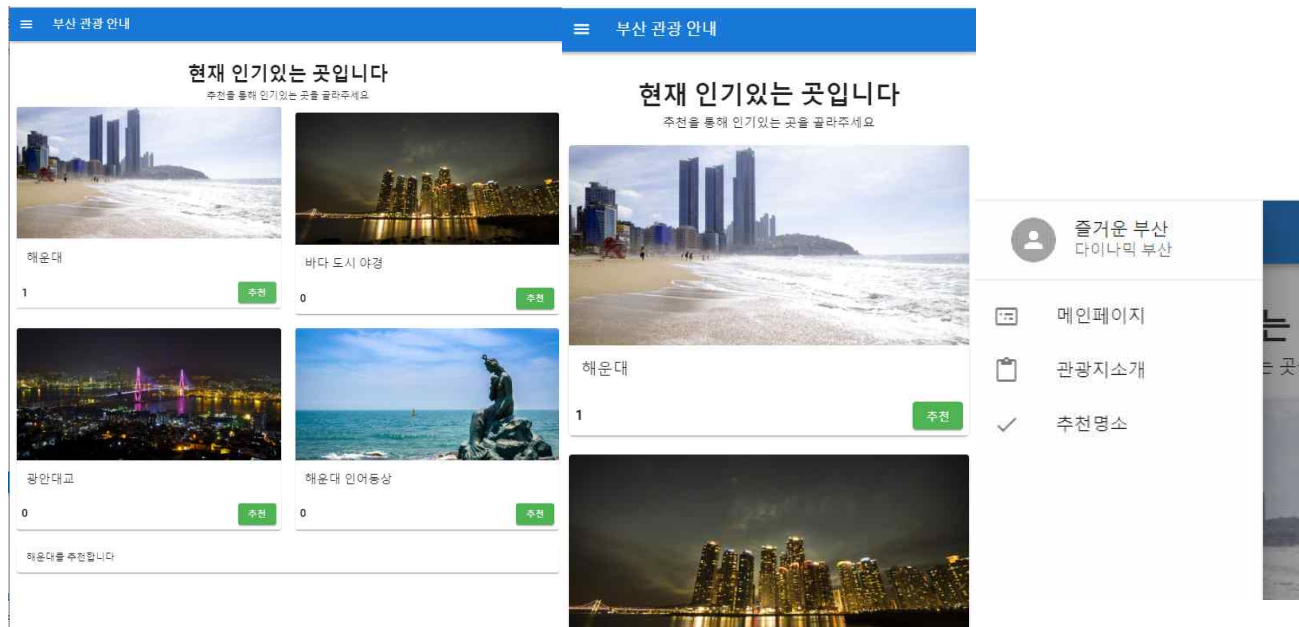 부산 관광 안내
현재 인기있는 곳입니다
추천을 통해 인기있는 곳을 골라주세요
해운대
1
추천
바다 도시 야경
0
추천
광안대교
0
추천
해운대 인어동상
0
추천
해운대를 추천합니다
부산 관광 안내
현재 인기있는 곳입니다
추천을 통해 인기있는 곳을 골라주세요
해운대
1
추천
즐거운 부산
다이나믹 부산
메인페이지
관광지소개
추천명소
는
는 곳